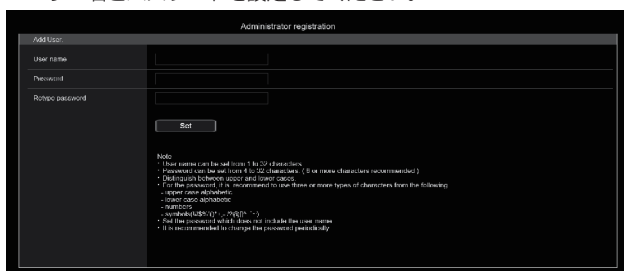 Administrator registration
Add User.
User name
Password
Retype password
Set
Note
・User name can be set from 1 to 32 characters
・Password can be set from 4 to 32 characters. ( 8 or more characters recommended )
・Distinguish between upper and lower cases.
・For the password, it is recommend to use three or more types of characters from the following
- upper case alphabetic
- lower case alphabetic
- numbers
・Set the password which does not include the user name
・It is recommended to change the password periodically